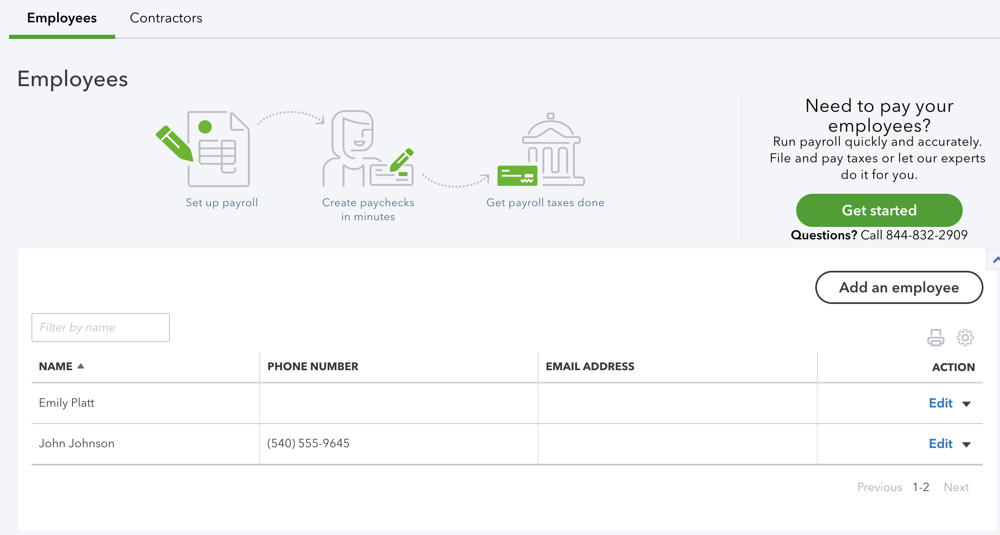 Employees Contractors
Employees
Need to pay your
employees?
Run payroll quickly and accurately.
File and pay taxes or let our experts
do it for you.
Set up payroll
Create paychecks
in minutes
Get payroll taxes done
Get started
Questions? Call 844-832-2909
Add an employee
Filter by name
NAME PHONE NUMBER EMAIL ADDRESS ACTION
Emily Platt Edit
John Johnson (540) 555-9645 Edit
Previous 1-2 Next